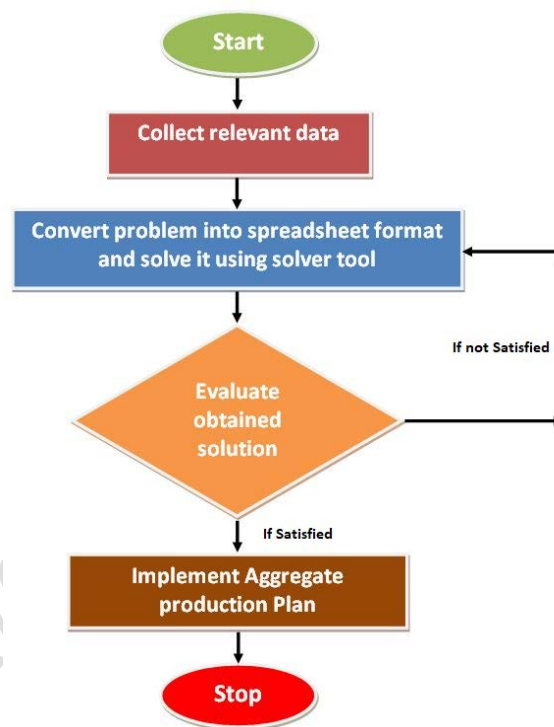 Start
Collect relevant data
Convert problem into spreadsheet format
and solve it using solver tool
If not Satisfied
Evaluate
obtained
solution
If Satisfied
Implement Aggregate
production Plan
Stop